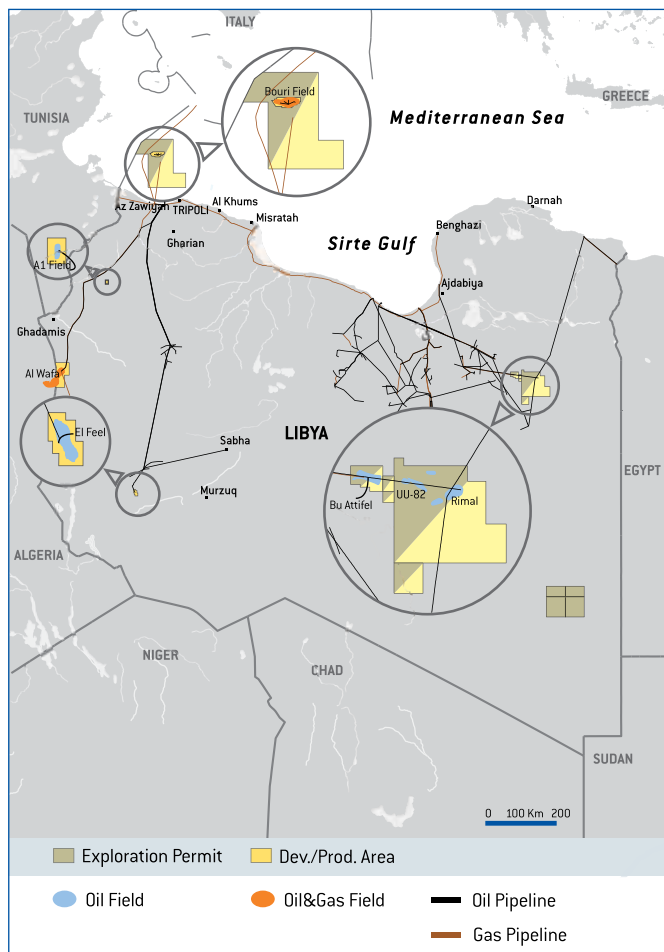 ITALY
GREECE
TUNISIA
Bouri Field
Mediterranean Sea
Az Zawiyah
TRIPOLI
Al Khums
Misratah
Darnah
Gharian
Sirte Gulf
Benghazi
A1 Field
Ajdabiya
Ghadamis
Al Wafa
El Feel
LIBYA
Sabha
Murzuq
EGYPT
Bu Attifel
UU-82
Rimal
ALGERIA
NIGER
CHAD
SUDAN
0 100 Km 200
Exploration Permit
Dev./Prod. Area
Oil Field
Oil&Gas Field
Oil Pipeline
Gas Pipeline